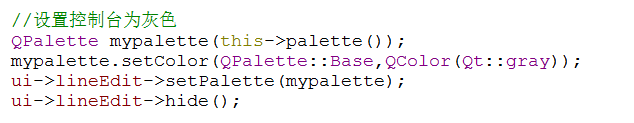 //设置控制台为灰色
QPalette mypalette(this->palette());
mypalette.setColor(QPalette::Base,QColor(Qt::gray));
ui->lineEdit->setPalette(mypalette);
ui->lineEdit->hide();